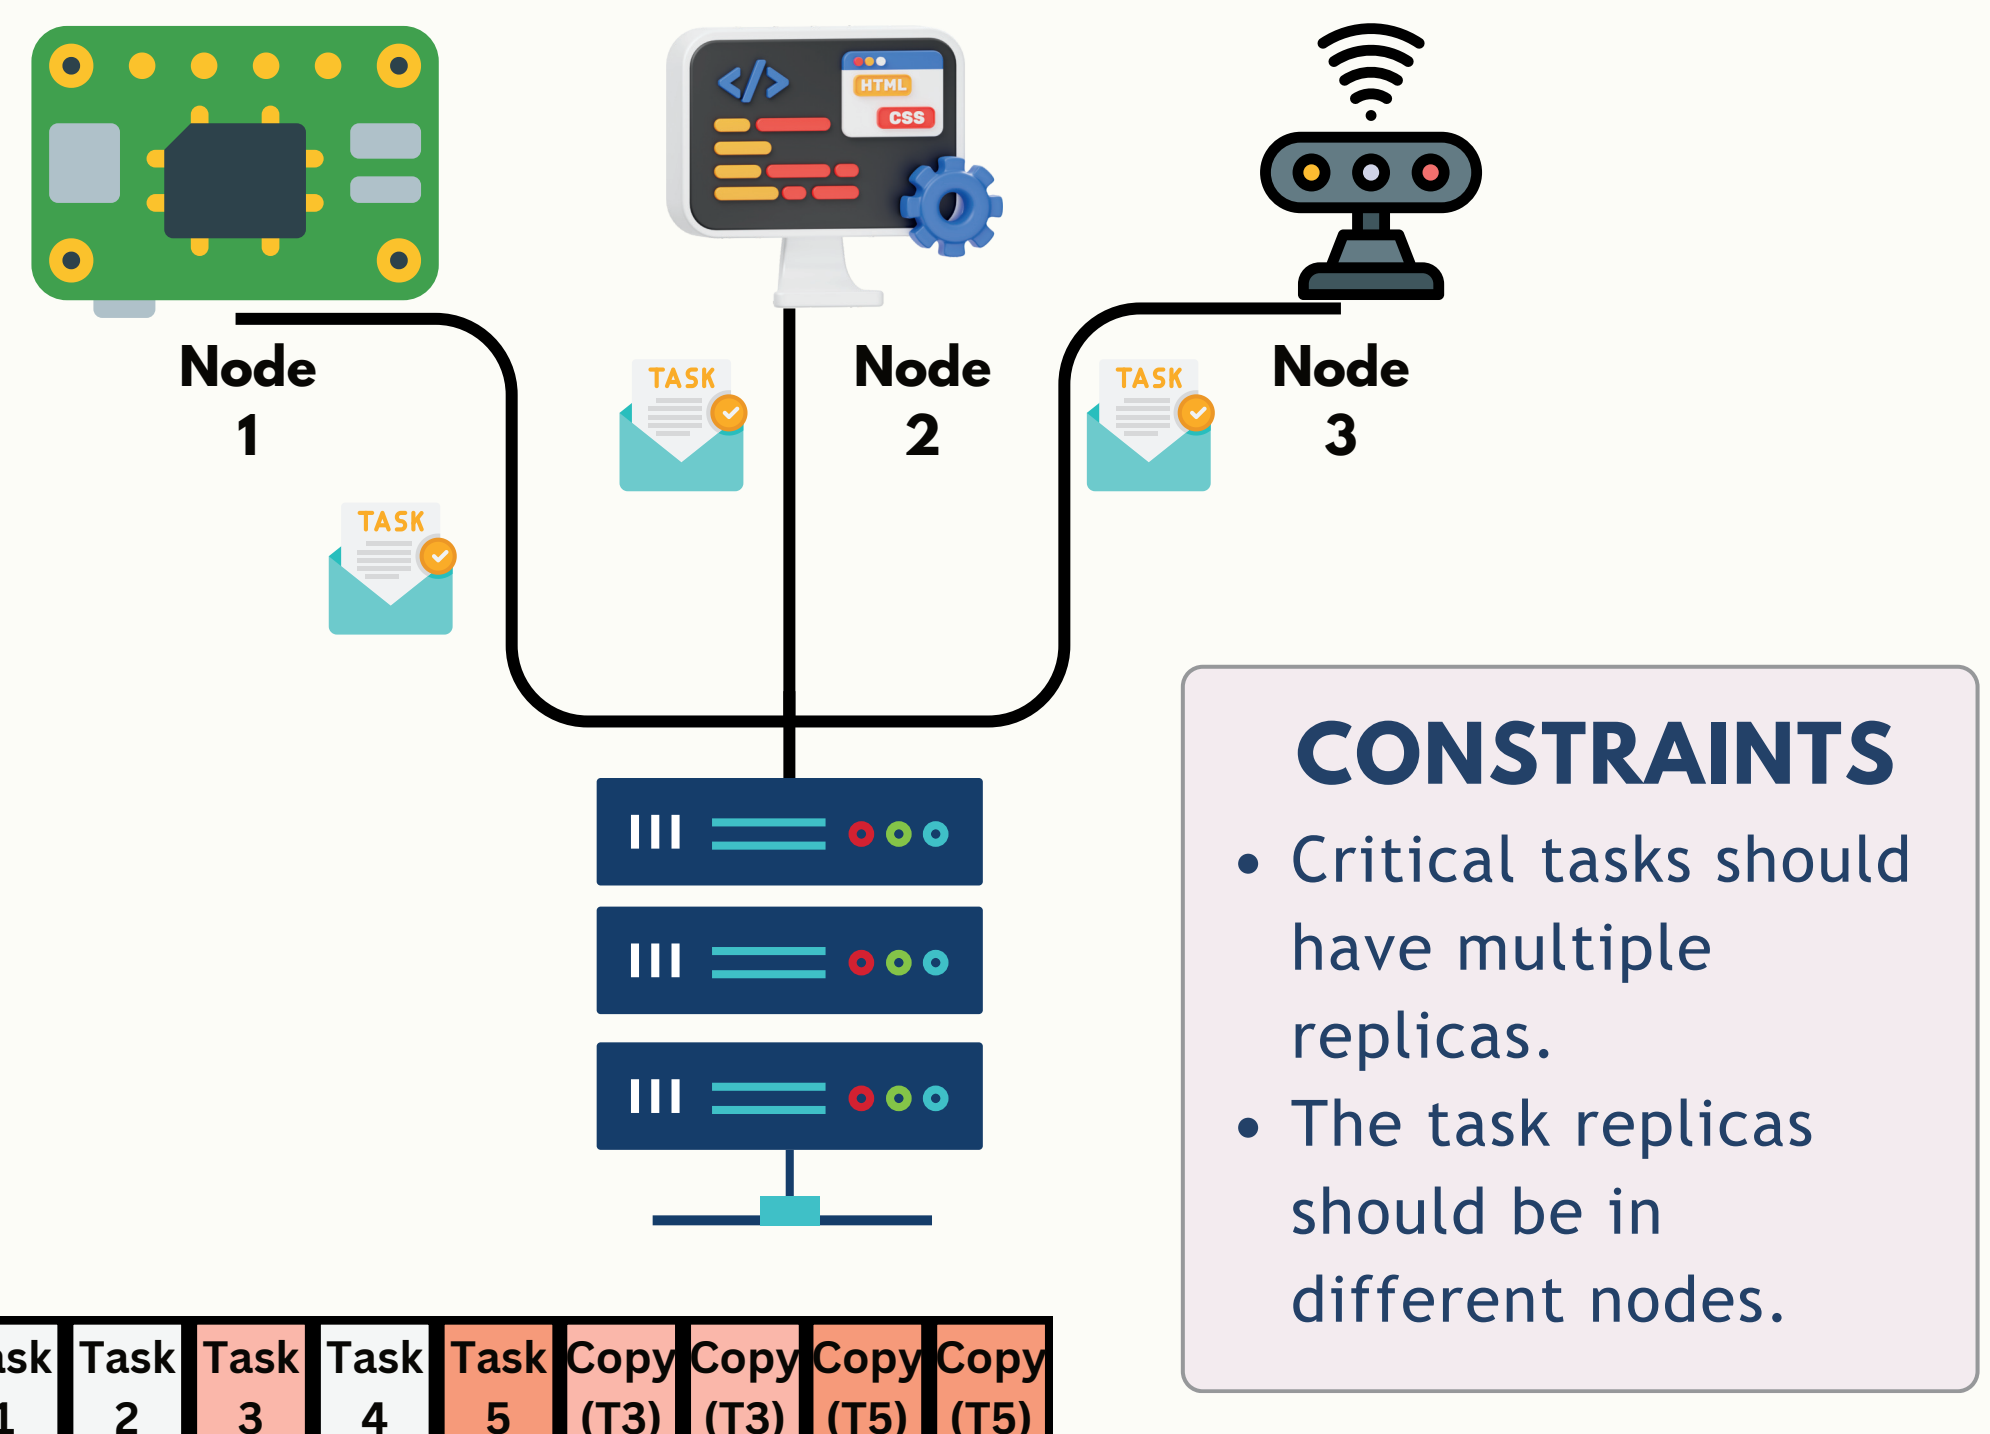 HTML
CSS
Node
1
Node
2
Node
3
TASK
TASK
TASK
CONSTRAINTS
• Critical tasks should
have multiple
replicas.
• The task replicas
should be in
different nodes.
ask Task Task Task Task Copy Copy Copy Copy
1 2 3 4 5 (T3) (T3) (T5) (T5)